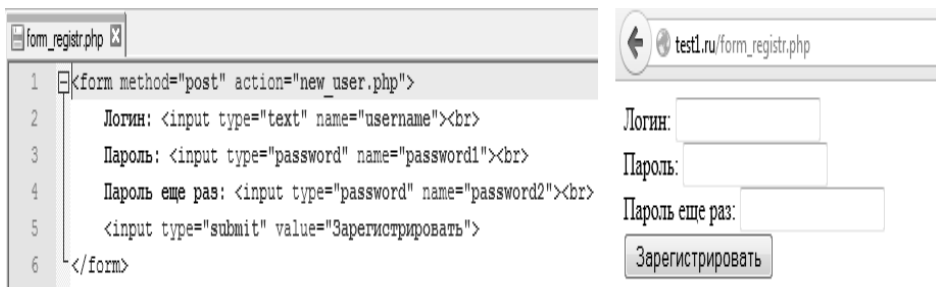 form_registr.php
1 <form method="post" action="new_user.php">
2 Логин: <input type="text" name="username"><br>
3 Пароль: <input type="password" name="password1"><br>
4 Пароль еще раз: <input type="password" name="password2"><br>
5 <input type="submit" value="Зарегистрировать">
6 </form>
test1.ru/form_registr.php
Логин:
Пароль:
Пароль еще раз:
Зарегистрировать